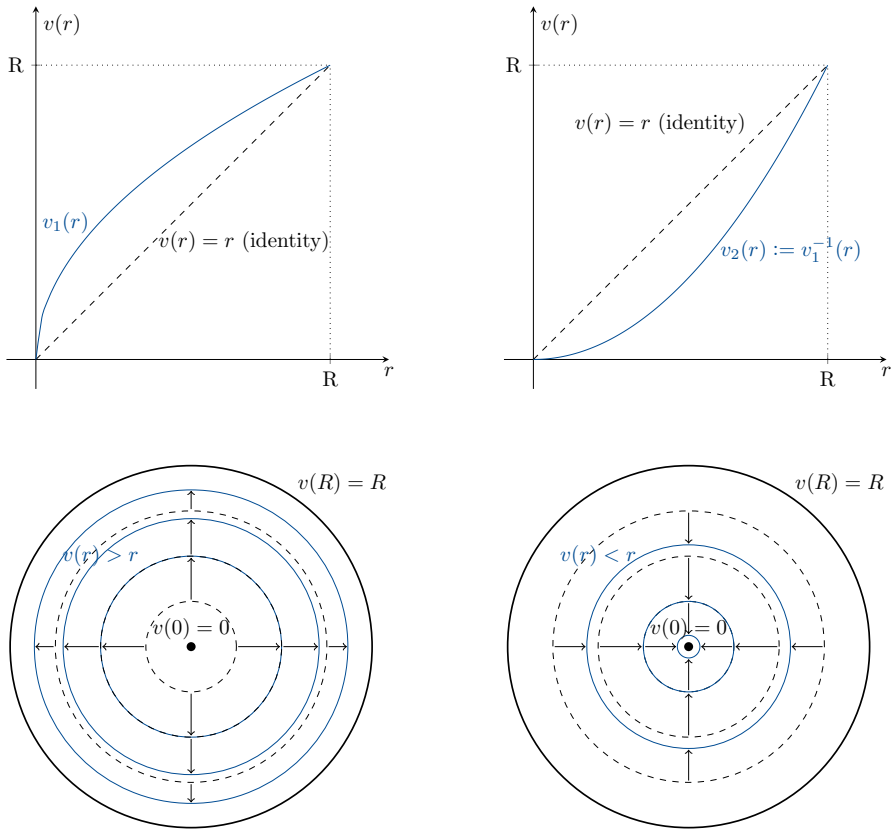 v(r)
R
v₁(r)
v(r) = r (identity)
R
r
v(r)
R
v(r) = r (identity)
v₂(r) := v₁⁻¹(r)
R
r
v(R) = R
v(r) > r
v(0) = 0
v(R) = R
v(r) < r
v(0) = 0